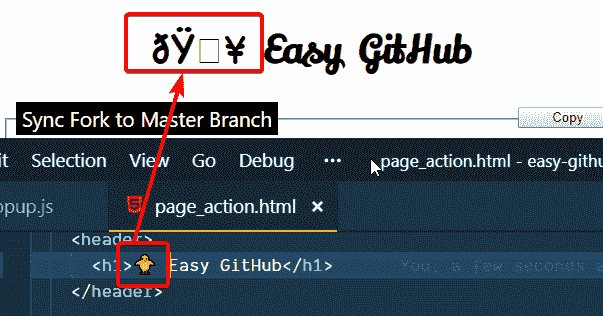 ðŸ□¥ Easy GitHub
Sync Fork to Master Branch
Copy
Selection View Go Debug ··· page_action.html - easy-githu
opup.js page_action.html ×
<header>
<h1>🐤 Easy GitHub</h1> You, a few seconds a
</header>